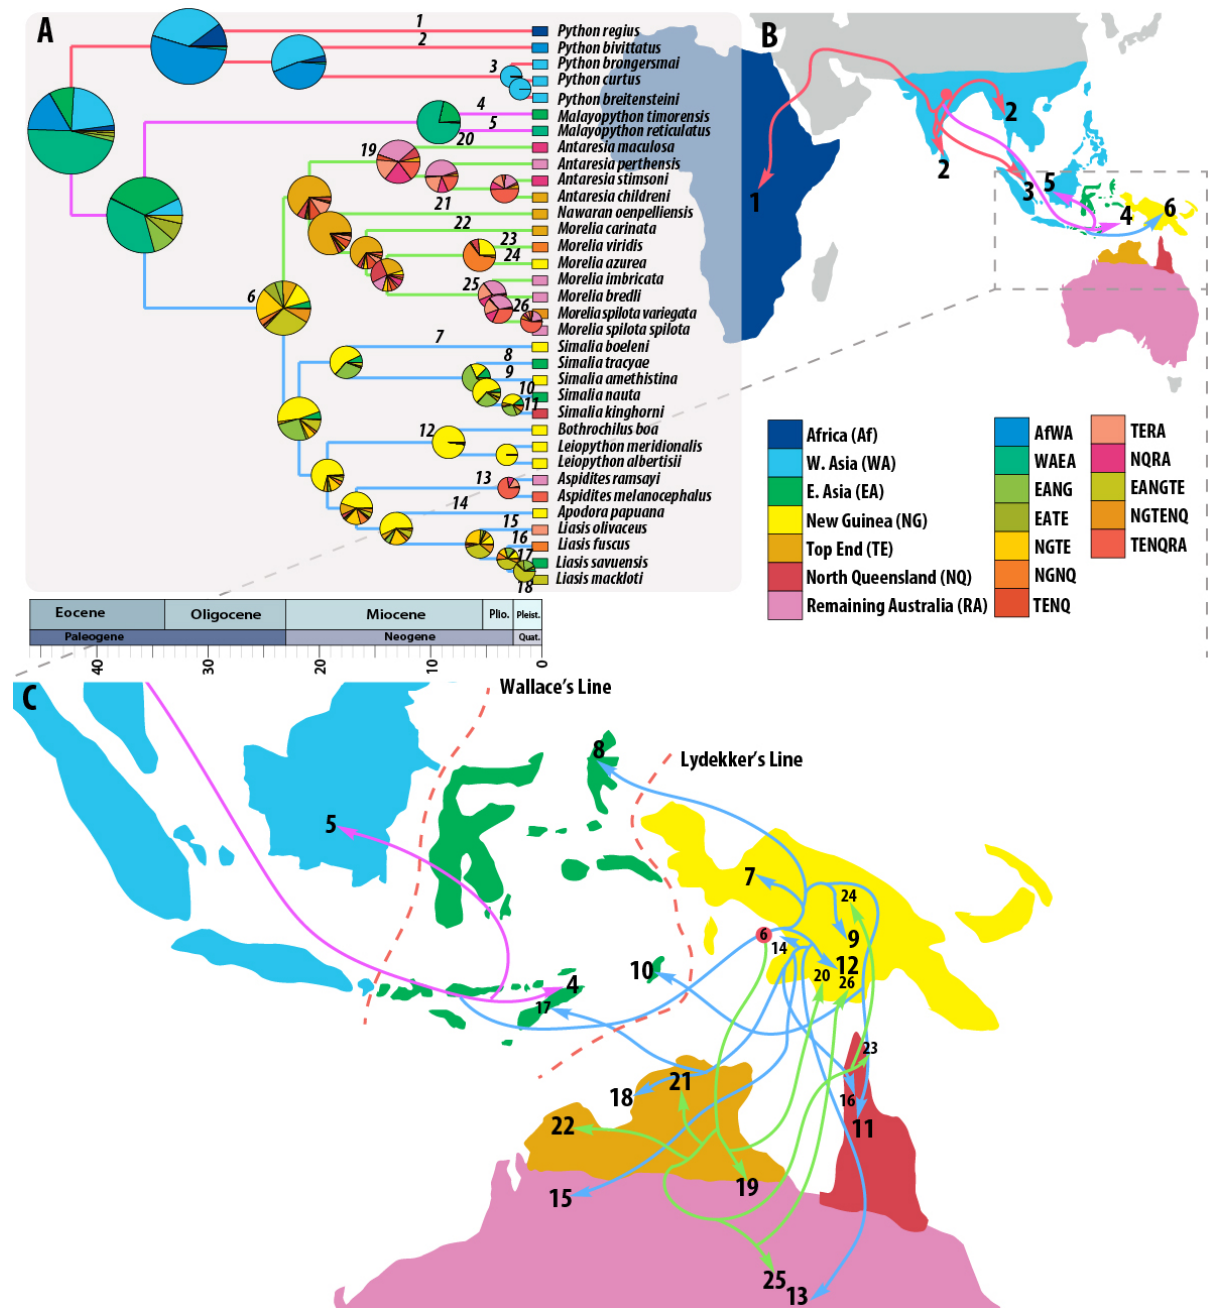 A
1
2
3
4
5
20
19
21
22
23
24
25
26
6
7
8
9
10
11
12
13
14
15
16
17
18
Python regius
Python bivittatus
Python brongersmai
Python curtus
Python breitensteini
Malayopython timorensis
Malayopython reticulatus
Antaresia maculosa
Antaresia perthensis
Antaresia stimsoni
Antaresia childreni
Nawaran oenpelliensis
Morelia carinata
Morelia viridis
Morelia azurea
Morelia imbricata
Morelia bredli
Morelia spilota variegata
Morelia spilota spilota
Simalia boeleni
Simalia tracyae
Simalia amethistina
Simalia nauta
Simalia kinghorni
Bothrochilus boa
Leiopython meridionalis
Leiopython albertisii
Aspidites ramsayi
Aspidites melanocephalus
Apodora papuana
Liasis olivaceus
Liasis fuscus
Liasis savuensis
Liasis mackloti
Eocene Oligocene Miocene Plio. Pleist.
Paleogene Neogene Quat.
40 30 20 10 0
B
1
2
2
3
5
4
6
Africa (Af)
W. Asia (WA)
E. Asia (EA)
New Guinea (NG)
Top End (TE)
North Queensland (NQ)
Remaining Australia (RA)
AfWA
WAEA
EANG
EATE
NGTE
NGNQ
TENQ
TERA
NQRA
EANGTE
NGTENQ
TENQRA
C
Wallace's Line
Lydekker's Line
8
5
7
24
6
14
9
12
10
20
26
4
17
23
21
18
16
11
22
19
15
25
13